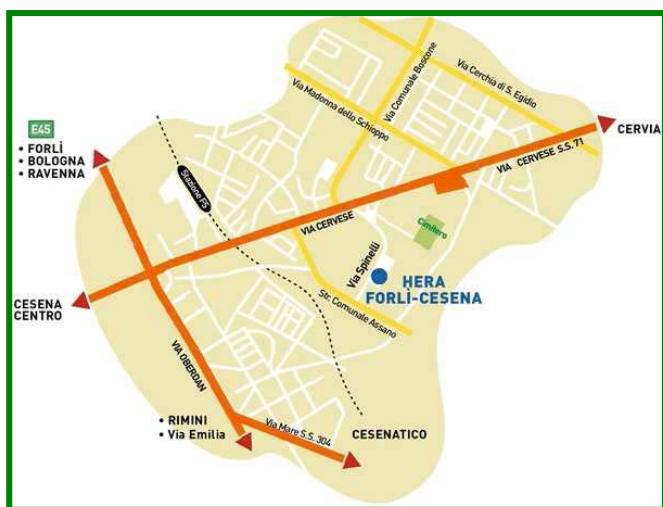 Via Comunale Boscone
Via Cerchia di S. Egidio
Via Madonna dello Schioppo
E45
• FORLÌ
• BOLOGNA
• RAVENNA
CERVIA
VIA CERVESE S.S. 71
Stazione FS
VIA CERVESE
Cimitero
Via Spinelli
HERA
FORLÌ-CESENA
CESENA
CENTRO
Str. Comunale Assano
VIA OBERDAN
• RIMINI
• Via Emilia
Via Mare S.S. 304
CESENATICO